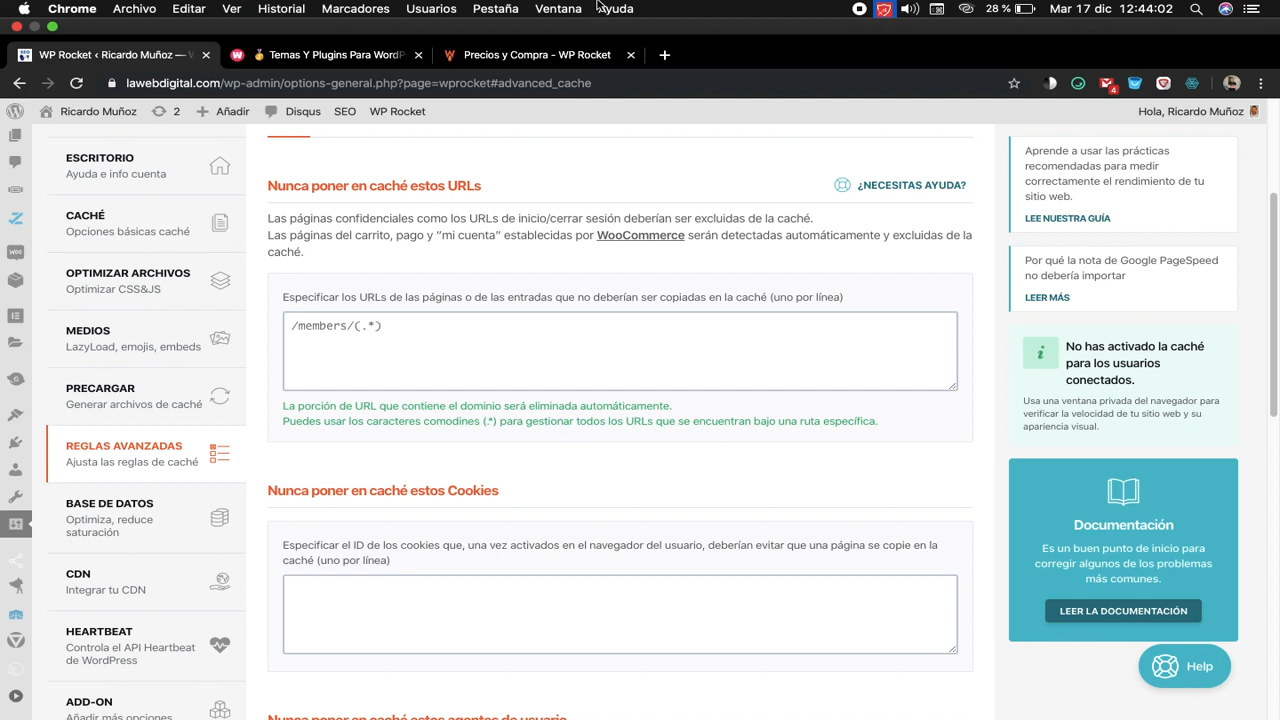 Chrome Archivo Editar Ver Historial Marcadores Usuarios Pestaña Ventana Ayuda 28 % Mar 17 dic 12:44:02
WP Rocket ‹ Ricardo Muñoz — W
🏅 Temas Y Plugins Para WordP
Precios y Compra - WP Rocket
lawebdigital.com/wp-admin/options-general.php?page=wprocket#advanced_cache
4
Ricardo Muñoz 2 Añadir Disqus SEO WP Rocket Hola, Ricardo Muñoz
ESCRITORIO
Ayuda e info cuenta
CACHÉ
Opciones básicas caché
OPTIMIZAR ARCHIVOS
Optimizar CSS&JS
MEDIOS
LazyLoad, emojis, embeds
PRECARGAR
Generar archivos de caché
REGLAS AVANZADAS
Ajusta las reglas de caché
BASE DE DATOS
Optimiza, reduce
saturación
CDN
Integrar tu CDN
HEARTBEAT
Controla el API Heartbeat
de WordPress
ADD-ON
Añadir más opciones
Nunca poner en caché estos URLs
¿NECESITAS AYUDA?
Las páginas confidenciales como los URLs de inicio/cerrar sesión deberían ser excluidas de la caché.
Las páginas del carrito, pago y "mi cuenta" establecidas por WooCommerce serán detectadas automáticamente y excluidas de la
caché.
Especificar los URLs de las páginas o de las entradas que no deberían ser copiadas en la caché (uno por línea)
/members/(.*)
La porción de URL que contiene el dominio será eliminada automáticamente.
Puedes usar los caracteres comodines (.*) para gestionar todos los URLs que se encuentran bajo una ruta específica.
Nunca poner en caché estos Cookies
Especificar el ID de los cookies que, una vez activados en el navegador del usuario, deberían evitar que una página se copie en la
caché (uno por línea)
Nunca poner en caché estos agentes de usuario
Aprende a usar las prácticas
recomendadas para medir
correctamente el rendimiento de tu
sitio web.
LEE NUESTRA GUÍA
Por qué la nota de Google PageSpeed
no debería importar
LEER MÁS
No has activado la caché
para los usuarios
conectados.
Usa una ventana privada del navegador para
verificar la velocidad de tu sitio web y su
apariencia visual.
Documentación
Es un buen punto de inicio para
corregir algunos de los problemas
más comunes.
LEER LA DOCUMENTACIÓN
Help